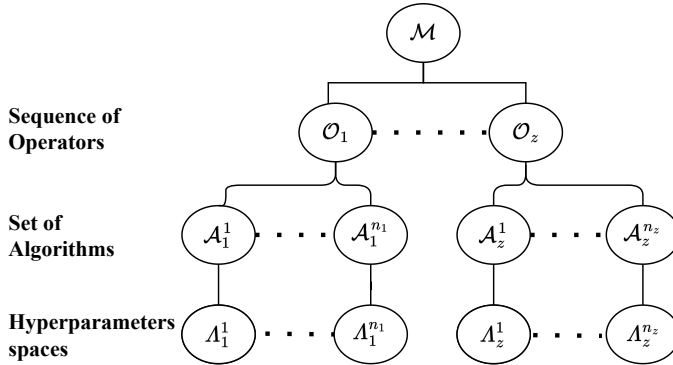 ℳ
Sequence of
Operators
𝒪₁ . . . . . . 𝒪_z
Set of
Algorithms
𝒜₁¹ . . . . . 𝒜₁^{n₁} 𝒜_z¹ . . . . . 𝒜_z^{n_z}
Hyperparameters
spaces
Λ₁¹ . . . . . Λ₁^{n₁} Λ_z¹ . . . . . Λ_z^{n_z}